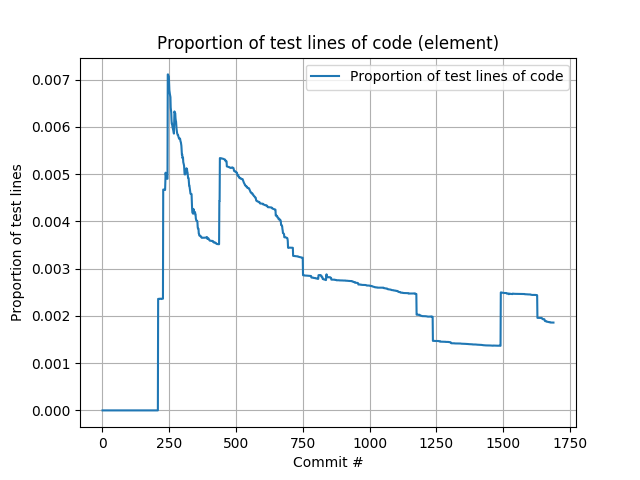 Proportion of test lines of code (element)
Proportion of test lines of code
Proportion of test lines
0.007
0.006
0.005
0.004
0.003
0.002
0.001
0.000
0 250 500 750 1000 1250 1500 1750
Commit #